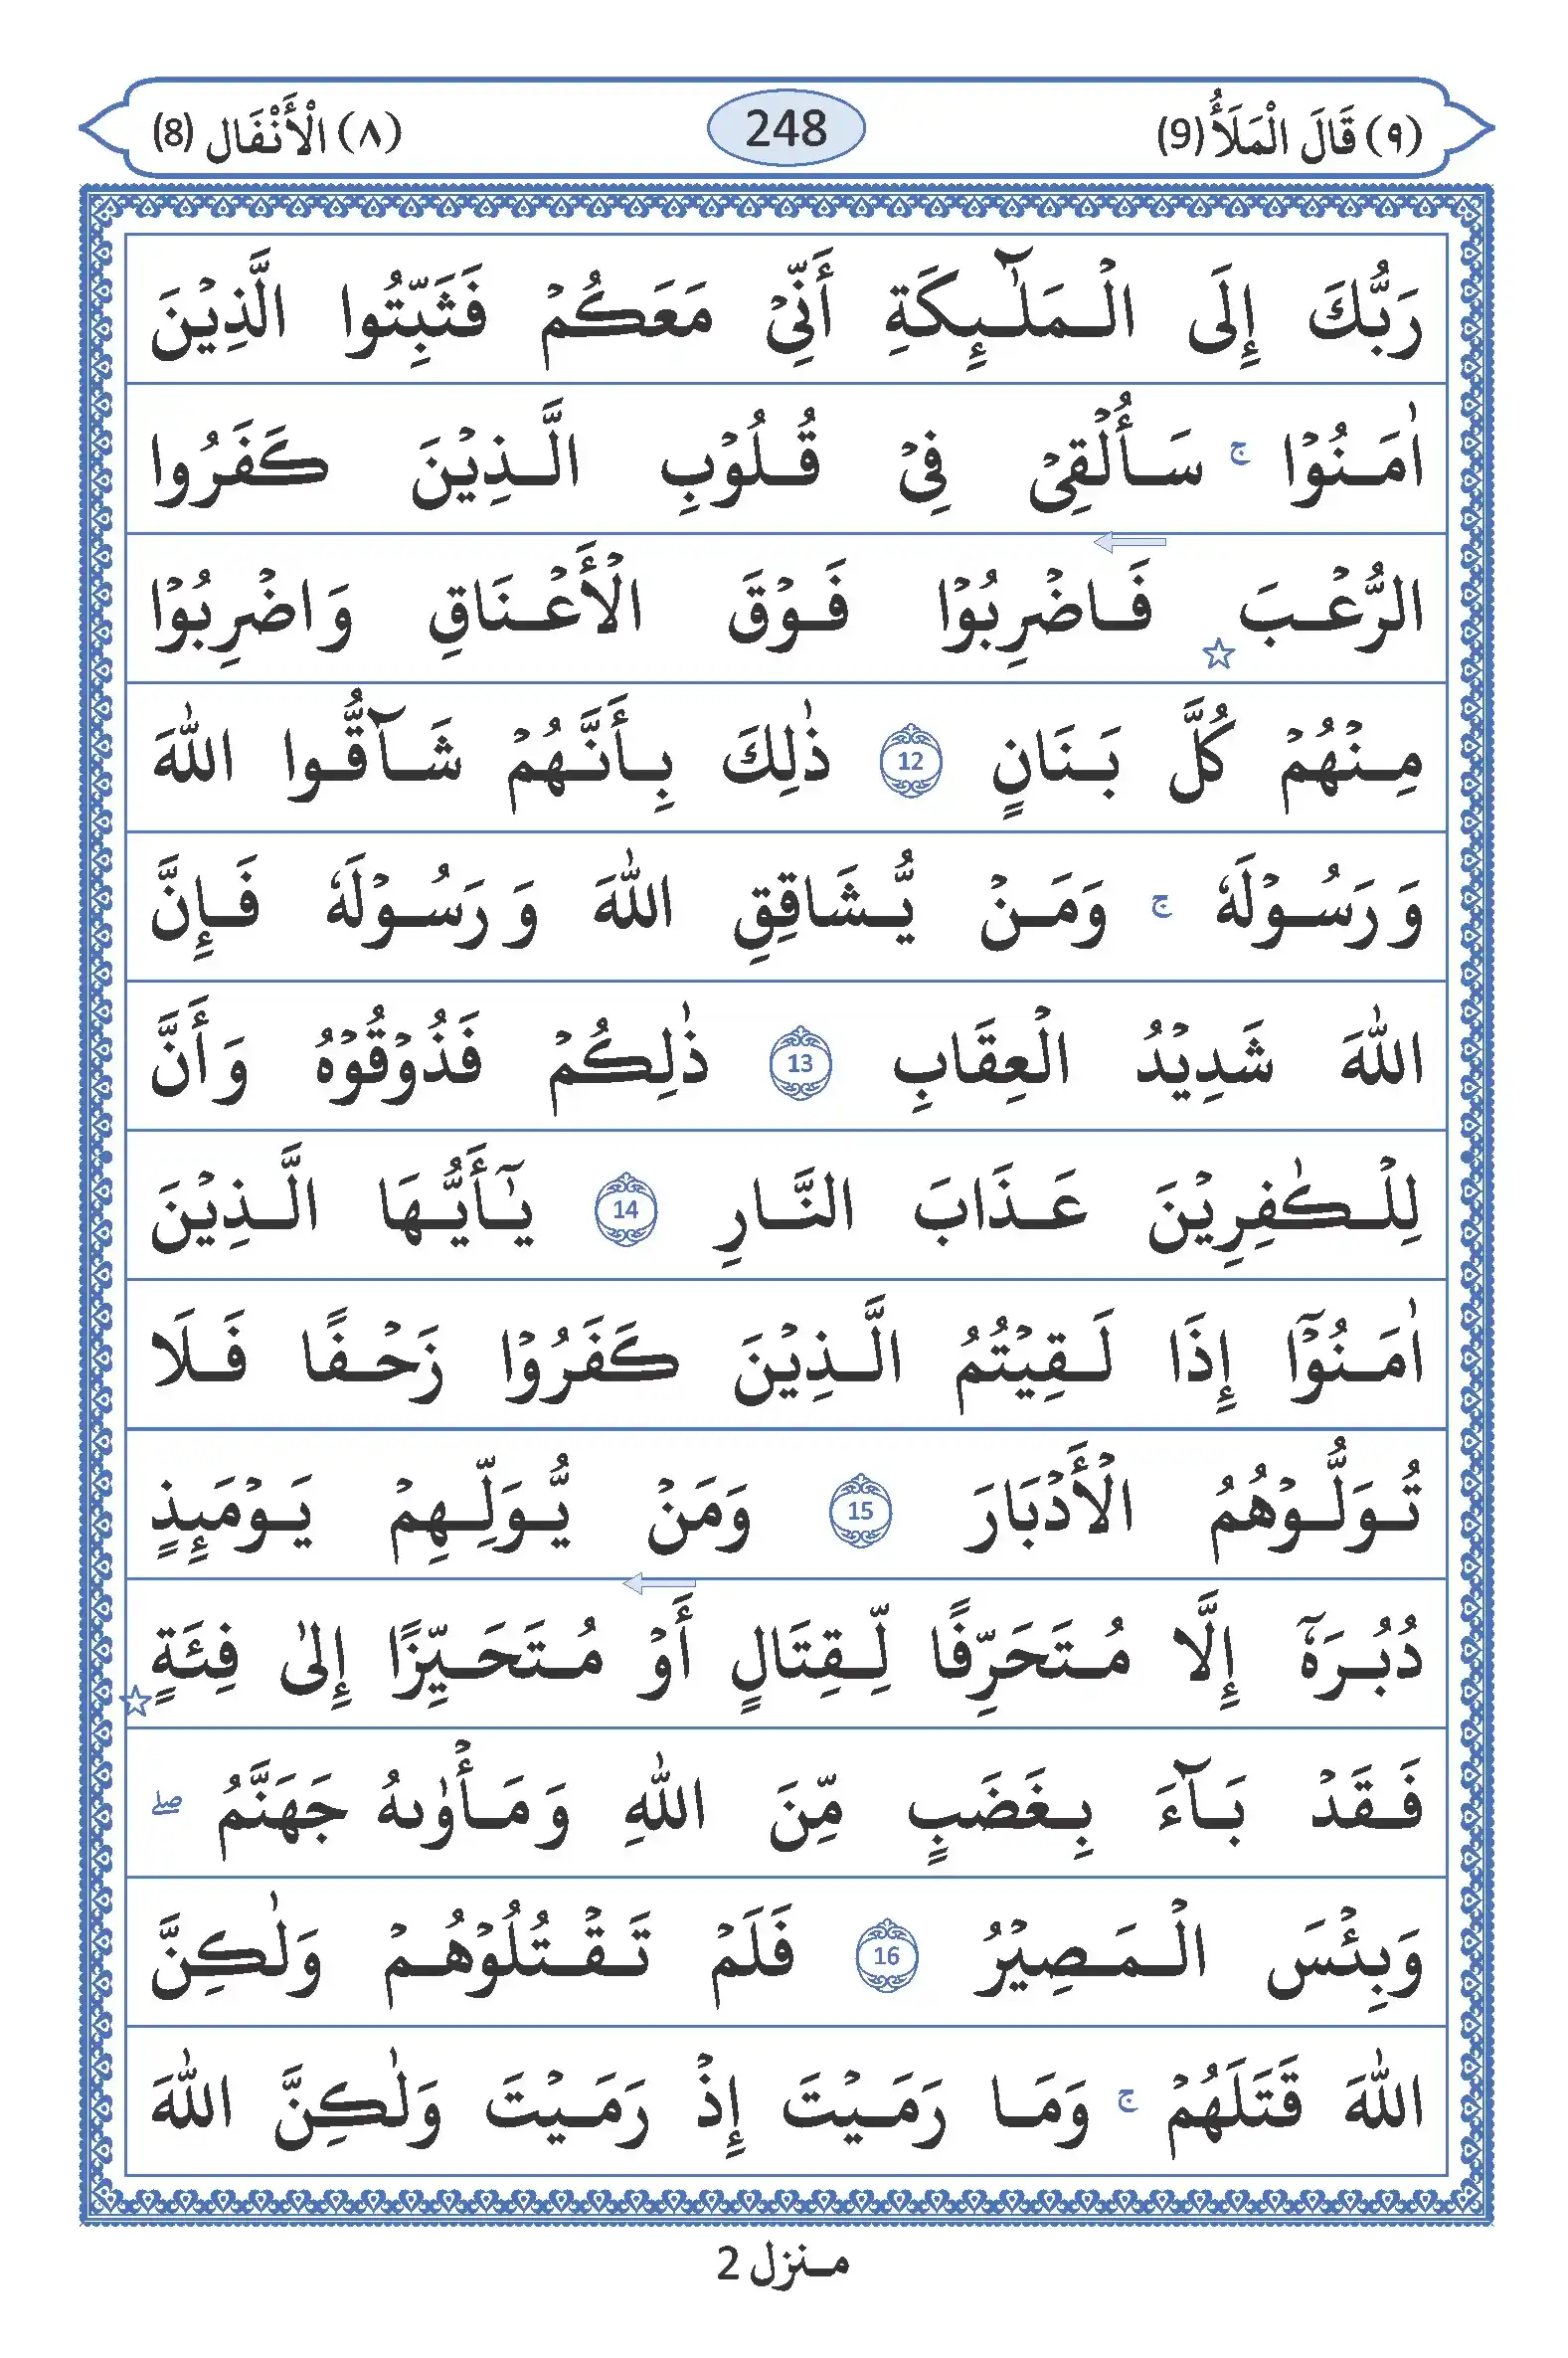 (٩) قَالَ الْمَلَأُ (9)
248
(٨) الْأَنْفَال (8)
رَبُّكَ إِلَى الْمَلٰٓئِكَةِ أَنِّيْ مَعَكُمْ فَثَبِّتُوا الَّذِيْنَ
اٰمَنُوْا ج سَأُلْقِيْ فِيْ قُلُوْبِ الَّذِيْنَ كَفَرُوا
الرُّعْبَ ☆ فَاضْرِبُوْا فَوْقَ الْأَعْنَاقِ وَاضْرِبُوْا
مِنْهُمْ كُلَّ بَنَانٍ 12 ذٰلِكَ بِأَنَّهُمْ شَآقُّوا اللّٰهَ
وَرَسُوْلَهٗ ج وَمَنْ يُّشَاقِقِ اللّٰهَ وَرَسُوْلَهٗ فَإِنَّ
اللّٰهَ شَدِيْدُ الْعِقَابِ 13 ذٰلِكُمْ فَذُوْقُوْهُ وَأَنَّ
لِلْكٰفِرِيْنَ عَذَابَ النَّارِ 14 يٰٓأَيُّهَا الَّذِيْنَ
اٰمَنُوْٓا إِذَا لَقِيْتُمُ الَّذِيْنَ كَفَرُوْا زَحْفًا فَلَا
تُوَلُّوْهُمُ الْأَدْبَارَ 15 وَمَنْ يُّوَلِّهِمْ يَوْمَئِذٍ
دُبُرَهٗٓ إِلَّا مُتَحَرِّفًا لِّقِتَالٍ أَوْ مُتَحَيِّزًا إِلٰى فِئَةٍ ☆
فَقَدْ بَآءَ بِغَضَبٍ مِّنَ اللّٰهِ وَمَأْوٰىهُ جَهَنَّمُ صلے
وَبِئْسَ الْمَصِيْرُ 16 فَلَمْ تَقْتُلُوْهُمْ وَلٰكِنَّ
اللّٰهَ قَتَلَهُمْ ج وَمَا رَمَيْتَ إِذْ رَمَيْتَ وَلٰكِنَّ اللّٰهَ
منزل 2